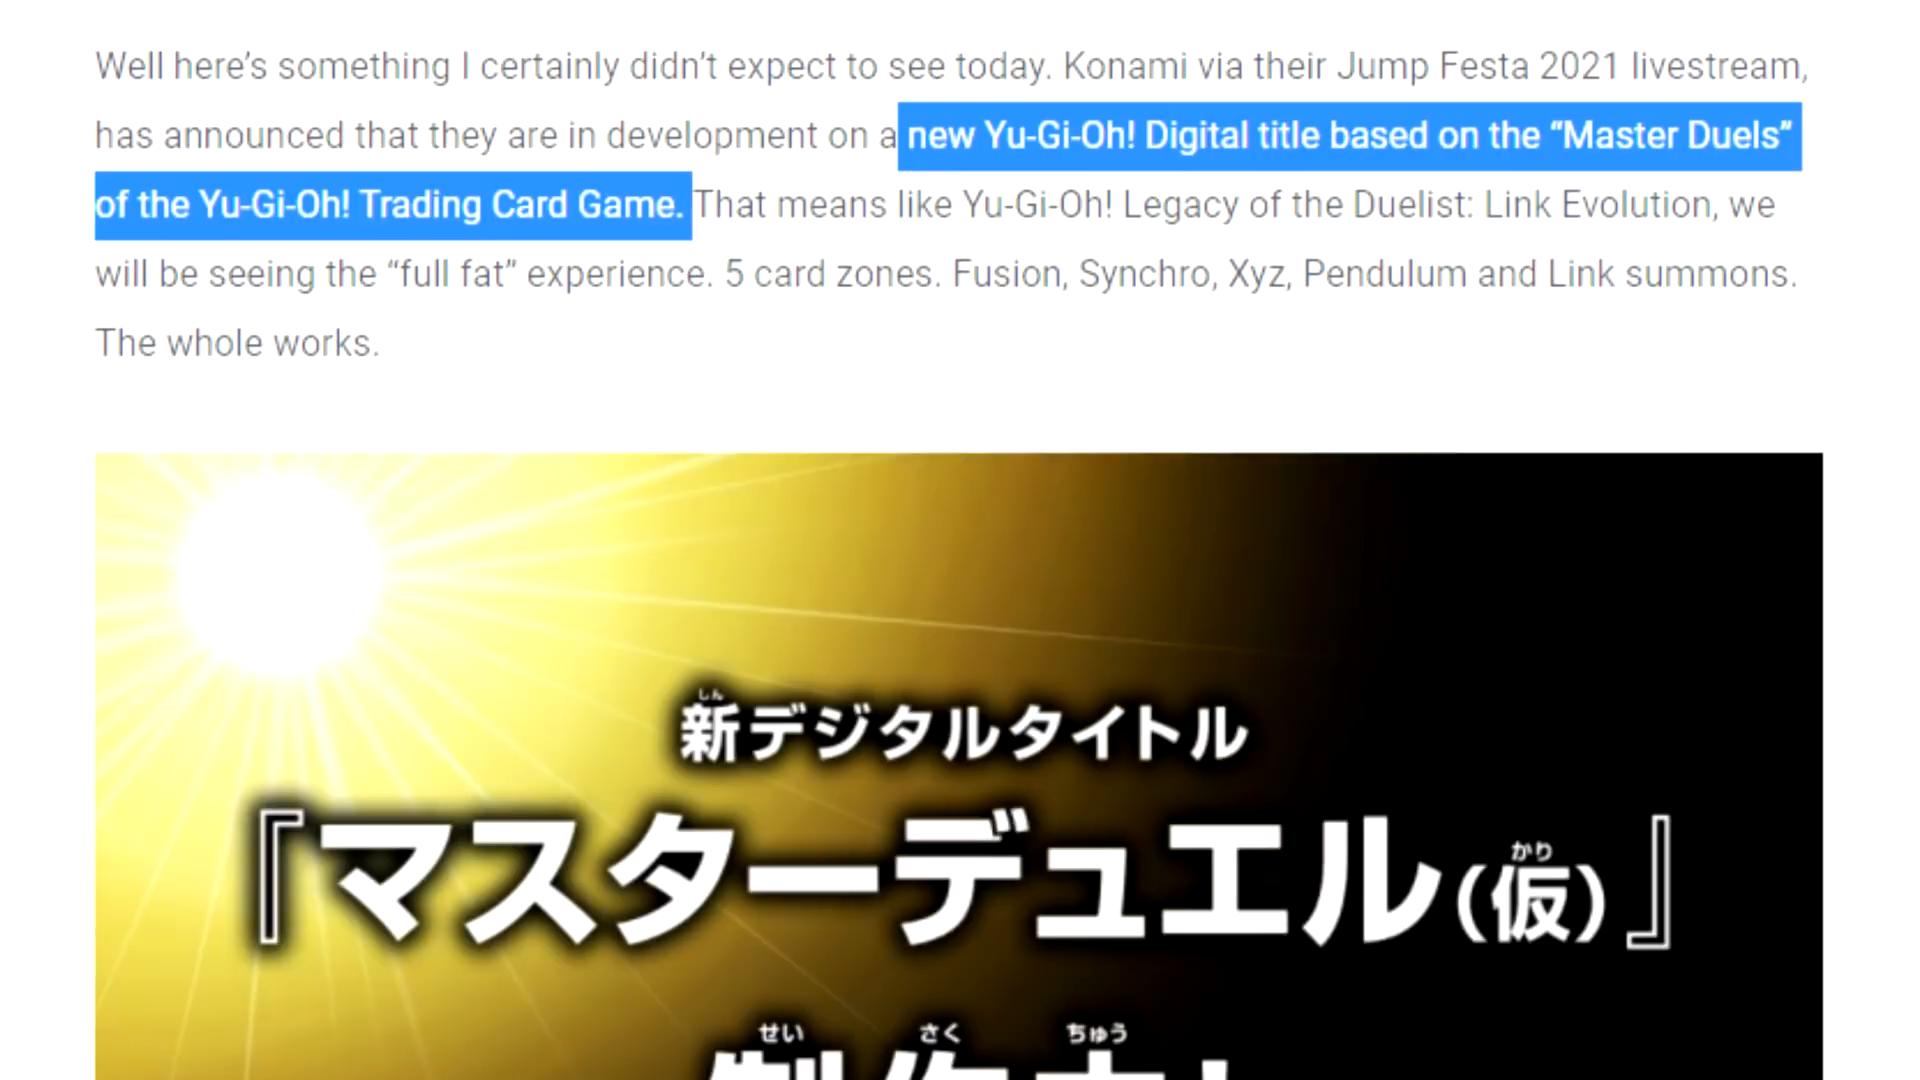 Well here’s something I certainly didn’t expect to see today. Konami via their Jump Festa 2021 livestream,
has announced that they are in development on a new Yu-Gi-Oh! Digital title based on the “Master Duels”
of the Yu-Gi-Oh! Trading Card Game. That means like Yu-Gi-Oh! Legacy of the Duelist: Link Evolution, we
will be seeing the “full fat” experience. 5 card zones. Fusion, Synchro, Xyz, Pendulum and Link summons.
The whole works.
しん
新デジタルタイトル
かり
『マスターデュエル(仮)』
せい さく ちゅう